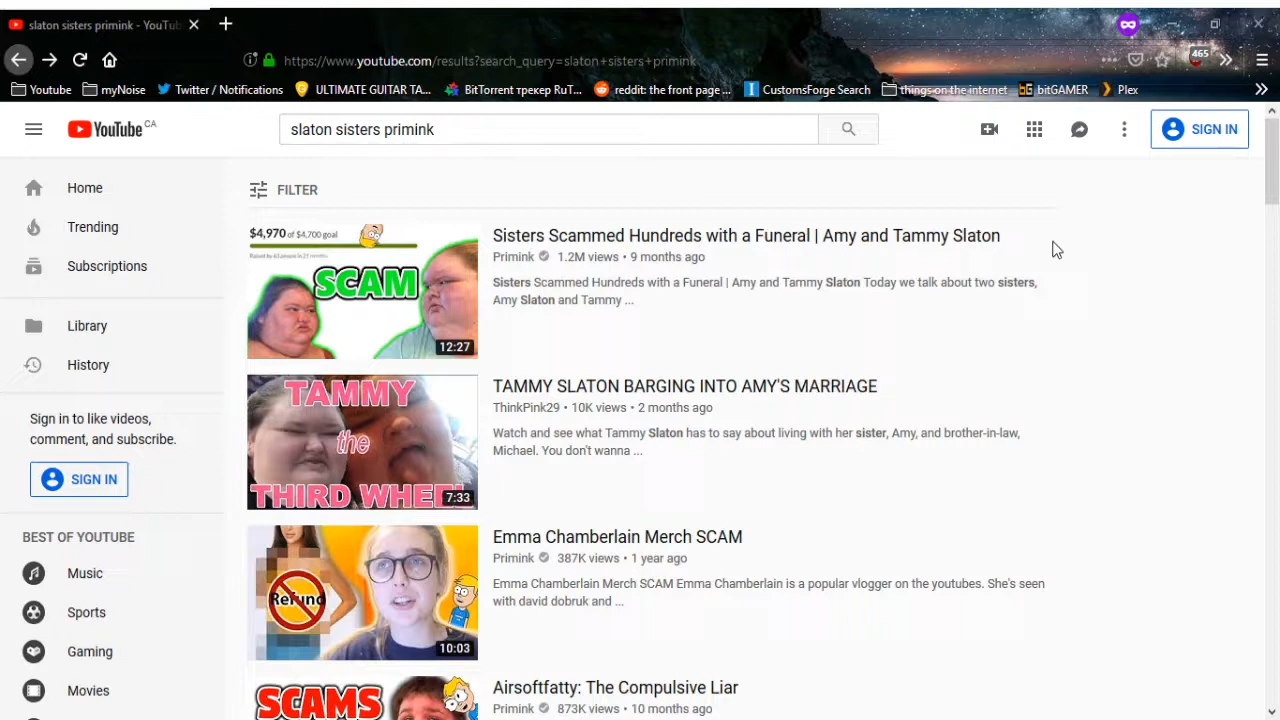 slaton sisters primink - YouTub
https://www.youtube.com/results?search_query=slaton+sisters+primink
465
Youtube
myNoise
Twitter / Notifications
ULTIMATE GUITAR TA...
BitTorrent трекер RuT...
reddit: the front page ...
CustomsForge Search
things on the internet
bitGAMER
Plex
YouTube CA
slaton sisters primink
SIGN IN
Home
Trending
Subscriptions
Library
History
Sign in to like videos,
comment, and subscribe.
SIGN IN
BEST OF YOUTUBE
Music
Sports
Gaming
Movies
FILTER
$4,970 of $4,700 goal
SCAM
12:27
Sisters Scammed Hundreds with a Funeral | Amy and Tammy Slaton
Primink 1.2M views • 9 months ago
Sisters Scammed Hundreds with a Funeral | Amy and Tammy Slaton Today we talk about two sisters,
Amy Slaton and Tammy ...
TAMMY
the
THIRD WHEEL
7:33
TAMMY SLATON BARGING INTO AMY'S MARRIAGE
ThinkPink29 • 10K views • 2 months ago
Watch and see what Tammy Slaton has to say about living with her sister, Amy, and brother-in-law,
Michael. You don't wanna ...
Refund
10:03
Emma Chamberlain Merch SCAM
Primink 387K views • 1 year ago
Emma Chamberlain Merch SCAM Emma Chamberlain is a popular vlogger on the youtubes. She's seen
with david dobruk and ...
SCAMS
Airsoftfatty: The Compulsive Liar
Primink 873K views • 10 months ago